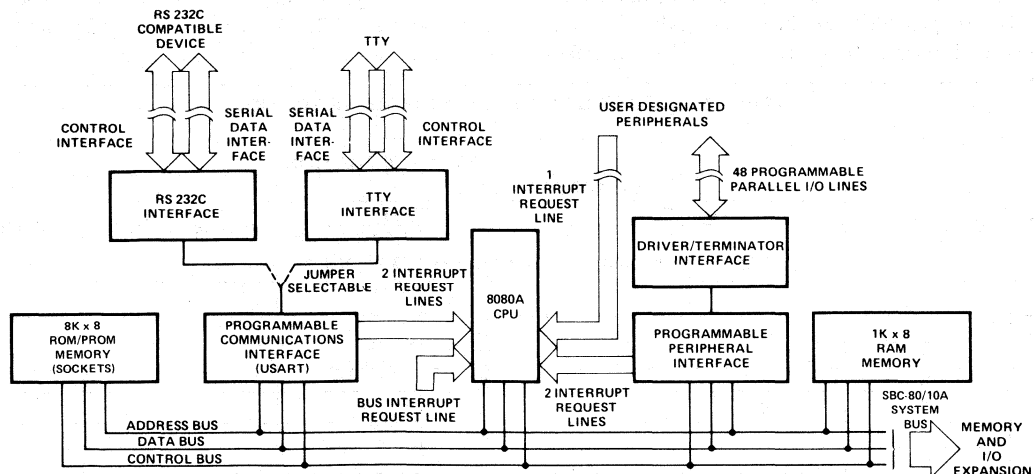 RS 232C
COMPATIBLE
DEVICE
TTY
CONTROL
INTERFACE
SERIAL
DATA
INTER-
FACE
SERIAL
DATA
INTER-
FACE
CONTROL
INTERFACE
USER DESIGNATED
PERIPHERALS
1
INTERRUPT
REQUEST
LINE
48 PROGRAMMABLE
PARALLEL I/O LINES
RS 232C
INTERFACE
TTY
INTERFACE
DRIVER/TERMINATOR
INTERFACE
JUMPER
SELECTABLE
2 INTERRUPT
REQUEST
LINES
8080A
CPU
8K x 8
ROM/PROM
MEMORY
(SOCKETS)
PROGRAMMABLE
COMMUNICATIONS
INTERFACE
(USART)
PROGRAMMABLE
PERIPHERAL
INTERFACE
1K x 8
RAM
MEMORY
BUS INTERRUPT
REQUEST LINE
2 INTERRUPT
REQUEST
LINES
SBC-80/10A
SYSTEM
BUS
ADDRESS BUS
DATA BUS
CONTROL BUS
MEMORY
AND
I/O
EXPANSION